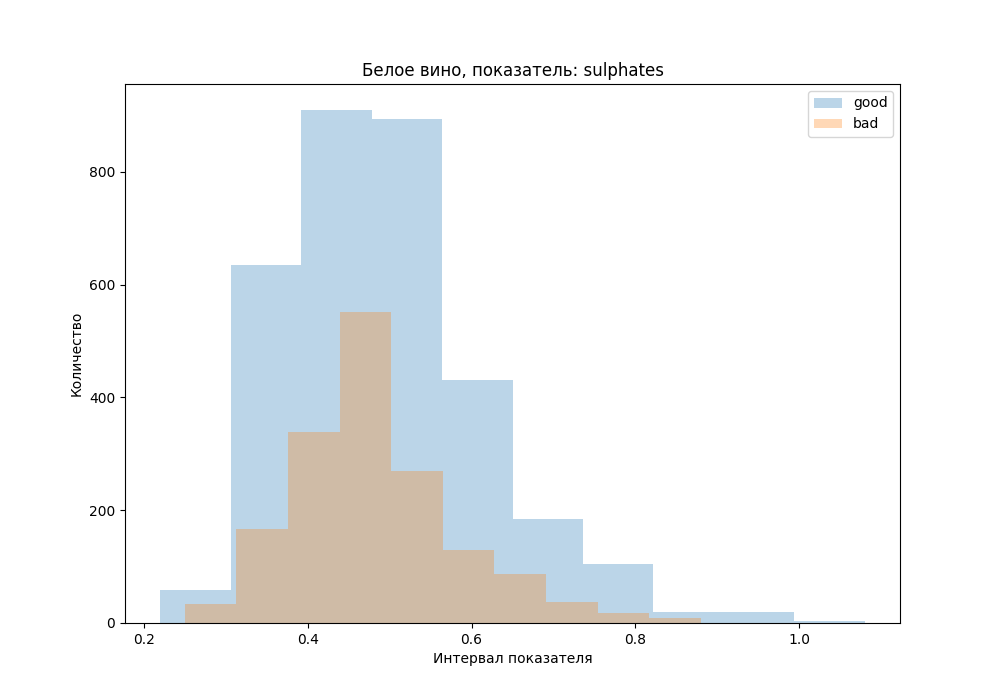 Белое вино, показатель: sulphates
good
bad
Количество
800
600
400
200
0
0.2 0.4 0.6 0.8 1.0
Интервал показателя